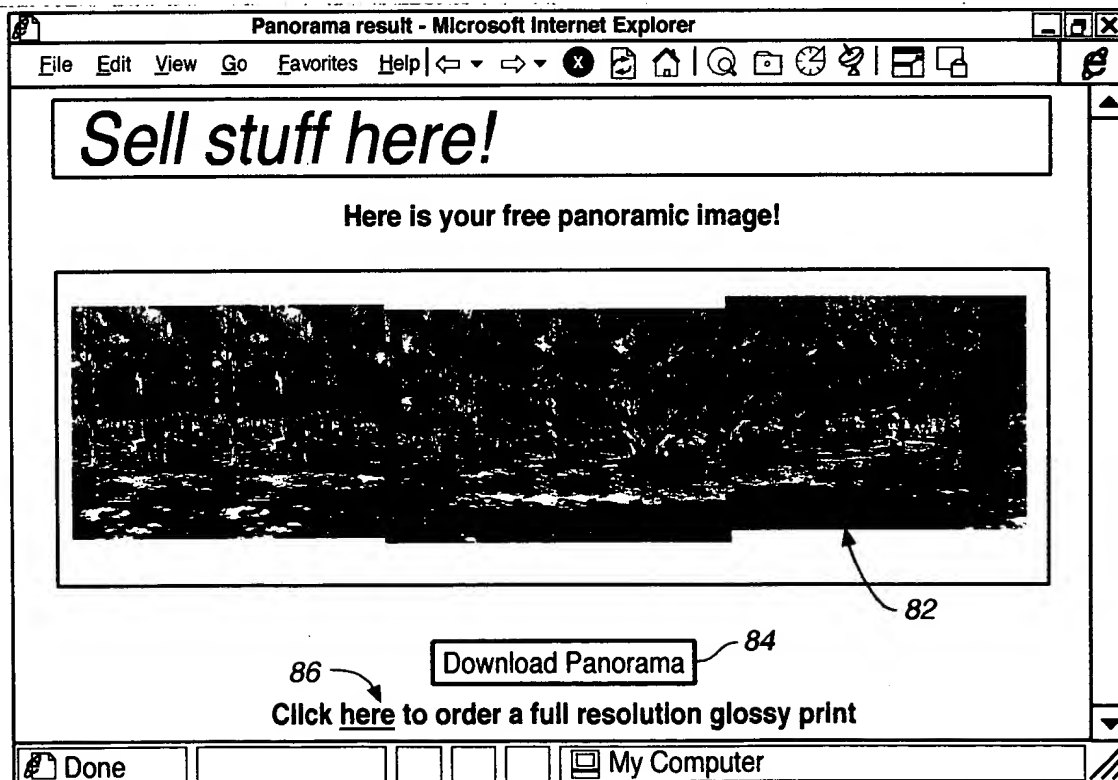 Panorama result - Microsoft Internet Explorer
File Edit View Go Favorites Help
Sell stuff here!
Here is your free panoramic image!
82
Download Panorama 84
86
Click here to order a full resolution glossy print
Done My Computer